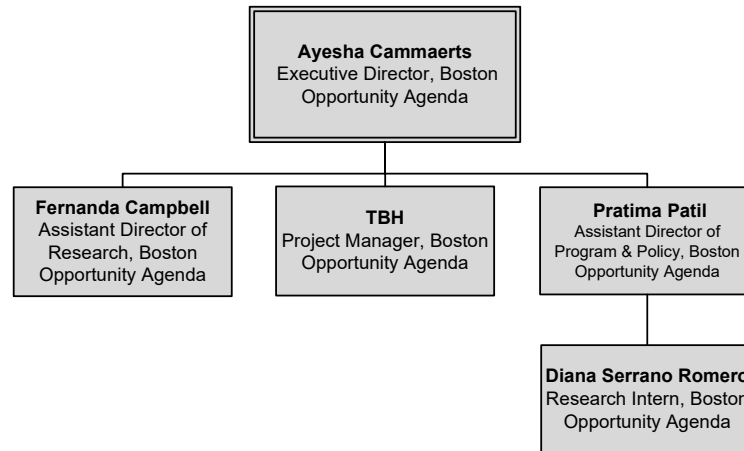 Ayesha Cammaerts
Executive Director, Boston
Opportunity Agenda
Fernanda Campbell
Assistant Director of
Research, Boston
Opportunity Agenda
TBH
Project Manager, Boston
Opportunity Agenda
Pratima Patil
Assistant Director of
Program & Policy, Boston
Opportunity Agenda
Diana Serrano Romero
Research Intern, Boston
Opportunity Agenda